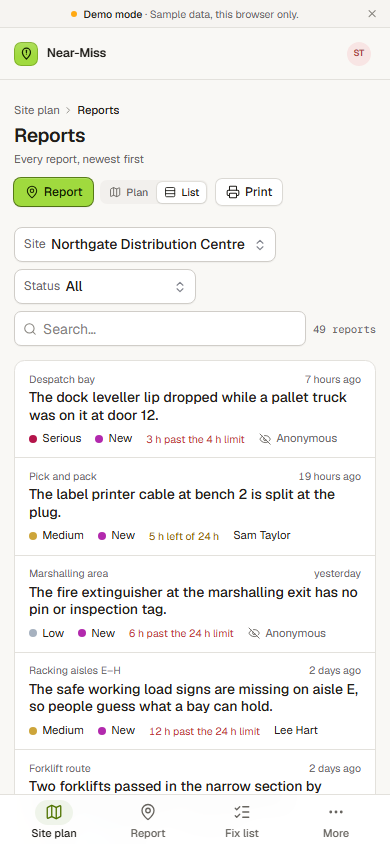 Demo mode · Sample data, this browser only.
Near-Miss
ST
Site plan > Reports
Reports
Every report, newest first
Report
Plan
List
Print
Site Northgate Distribution Centre
Status All
Search...
49 reports
Despatch bay
7 hours ago
The dock leveller lip dropped while a pallet truck
was on it at door 12.
Serious New 3 h past the 4 h limit Anonymous
Pick and pack
19 hours ago
The label printer cable at bench 2 is split at the
plug.
Medium New 5 h left of 24 h Sam Taylor
Marshalling area
yesterday
The fire extinguisher at the marshalling exit has no
pin or inspection tag.
Low New 6 h past the 24 h limit Anonymous
Racking aisles E–H
2 days ago
The safe working load signs are missing on aisle E,
so people guess what a bay can hold.
Medium New 12 h past the 24 h limit Lee Hart
Forklift route
2 days ago
Two forklifts passed in the narrow section by
Site plan
Report
Fix list
More